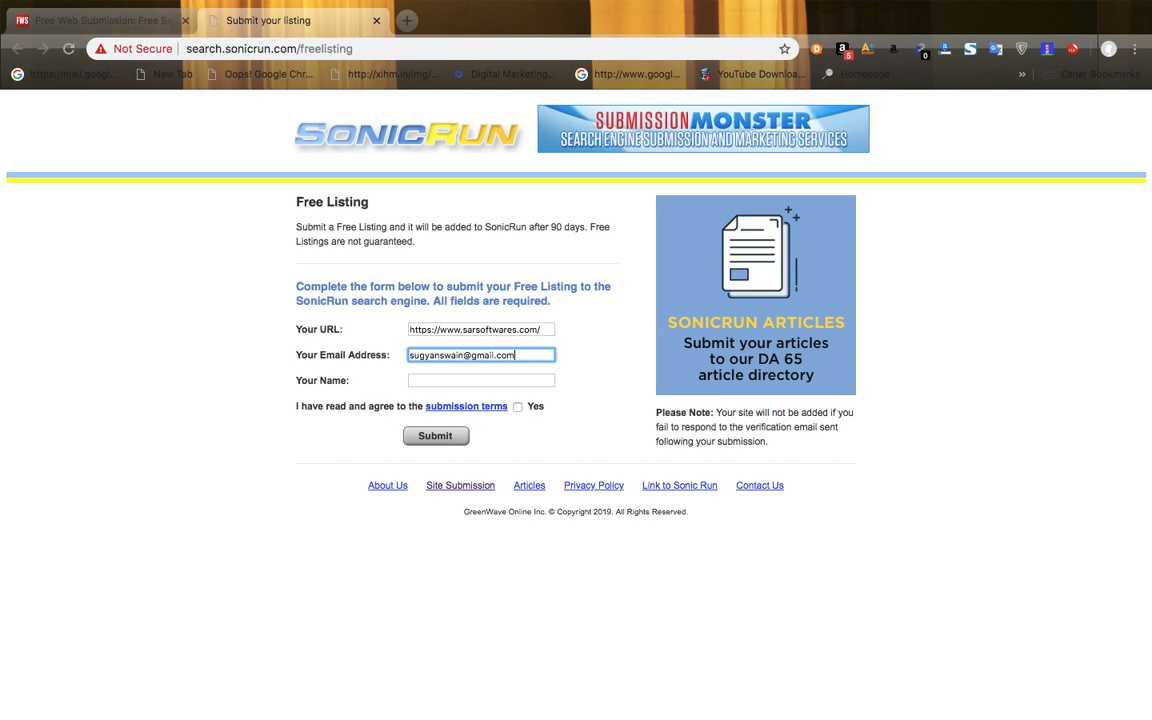 FWS Free Web Submission: Free Se
Submit your listing
Not Secure search.sonicrun.com/freelisting
5
0
New Tab
Oops! Google Chr...
http://xihm.in/img/...
Digital Marketing...
http://www.googl...
YouTube Downloa...
Homepage
»
Other Bookmarks
SONICRUN
SUBMISSIONMONSTER
SEARCH ENGINE SUBMISSION AND MARKETING SERVICES
Free Listing
Submit a Free Listing and it will be added to SonicRun after 90 days. Free
Listings are not guaranteed.
Complete the form below to submit your Free Listing to the
SonicRun search engine. All fields are required.
Your URL: https://www.sarsoftwares.com/
Your Email Address: sugyanswain@gmail.com
Your Name:
I have read and agree to the submission terms Yes
Submit
SONICRUN ARTICLES
Submit your articles
to our DA 65
article directory
Please Note: Your site will not be added if you
fail to respond to the verification email sent
following your submission.
About Us Site Submission Articles Privacy Policy Link to Sonic Run Contact Us
GreenWave Online Inc. © Copyright 2019. All Rights Reserved.